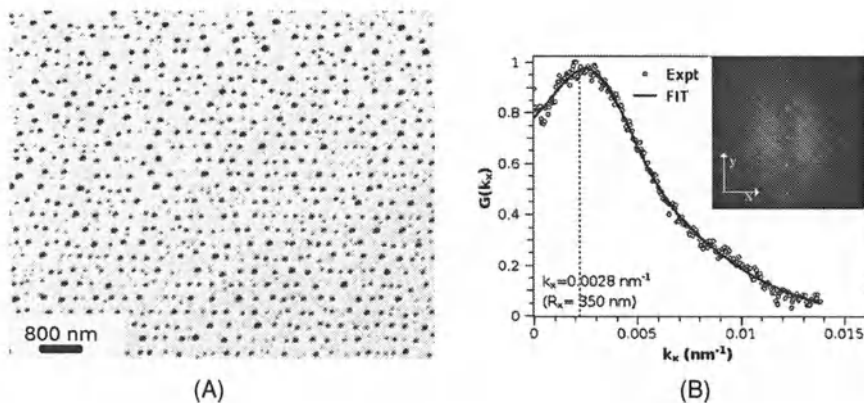 800 nm
(A)
1
0.8
0.6
0.4
0.2
0
G(kₓ)
Expt
FIT
y
x
kₓ=0.0028 nm⁻¹
(Rₓ= 350 nm)
0
0.005
0.01
0.015
kₓ (nm⁻¹)
(B)